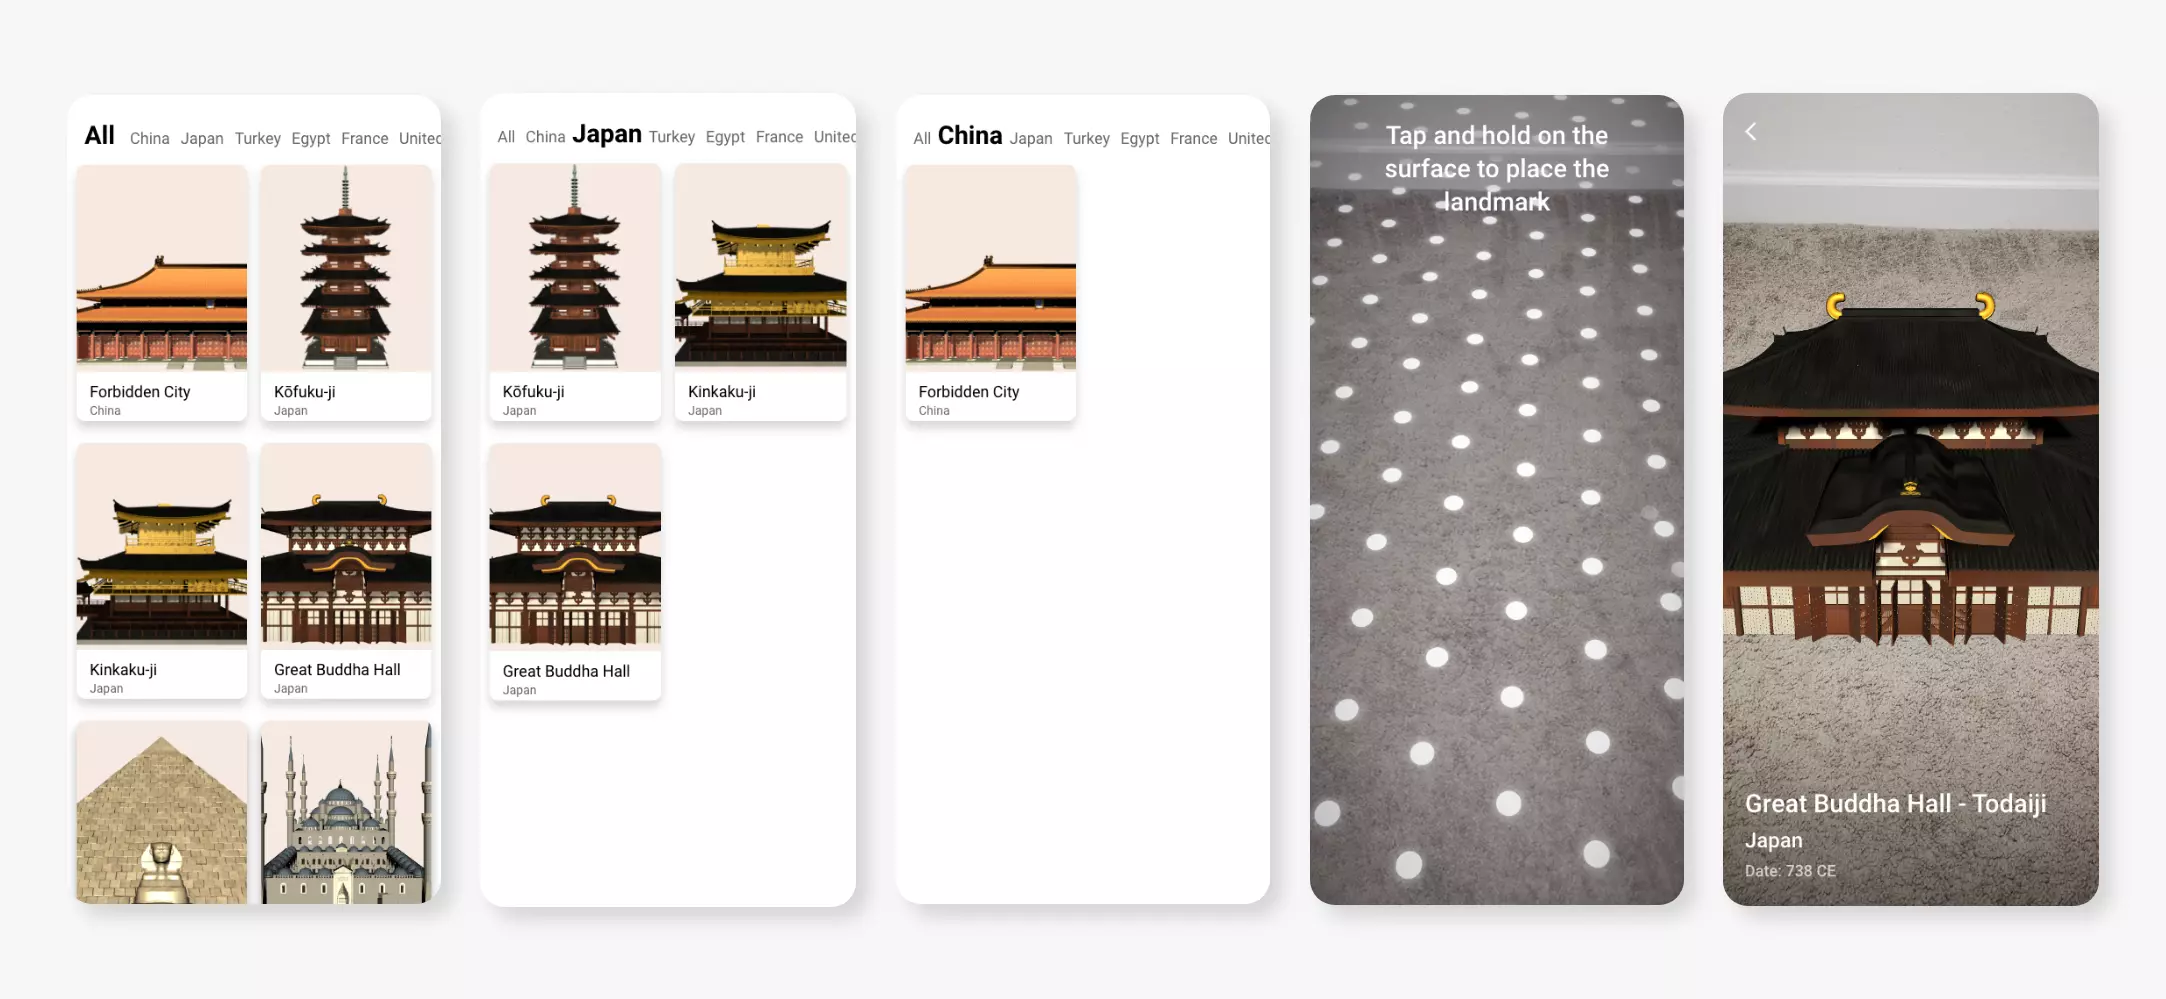 All China Japan Turkey Egypt France United
Forbidden City
China
Kōfuku-ji
Japan
Kinkaku-ji
Japan
Great Buddha Hall
Japan
All China Japan Turkey Egypt France United
Kōfuku-ji
Japan
Kinkaku-ji
Japan
Great Buddha Hall
Japan
All China Japan Turkey Egypt France United
Forbidden City
China
Tap and hold on the
surface to place the
landmark
Great Buddha Hall - Todaiji
Japan
Date: 738 CE